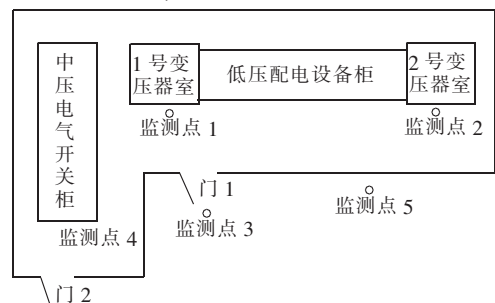 中压电气开关柜
1 号变
压器室
低压配电设备柜
2 号变
压器室
监测点 1
监测点 2
门 1
监测点 3
监测点 5
监测点 4
门 2